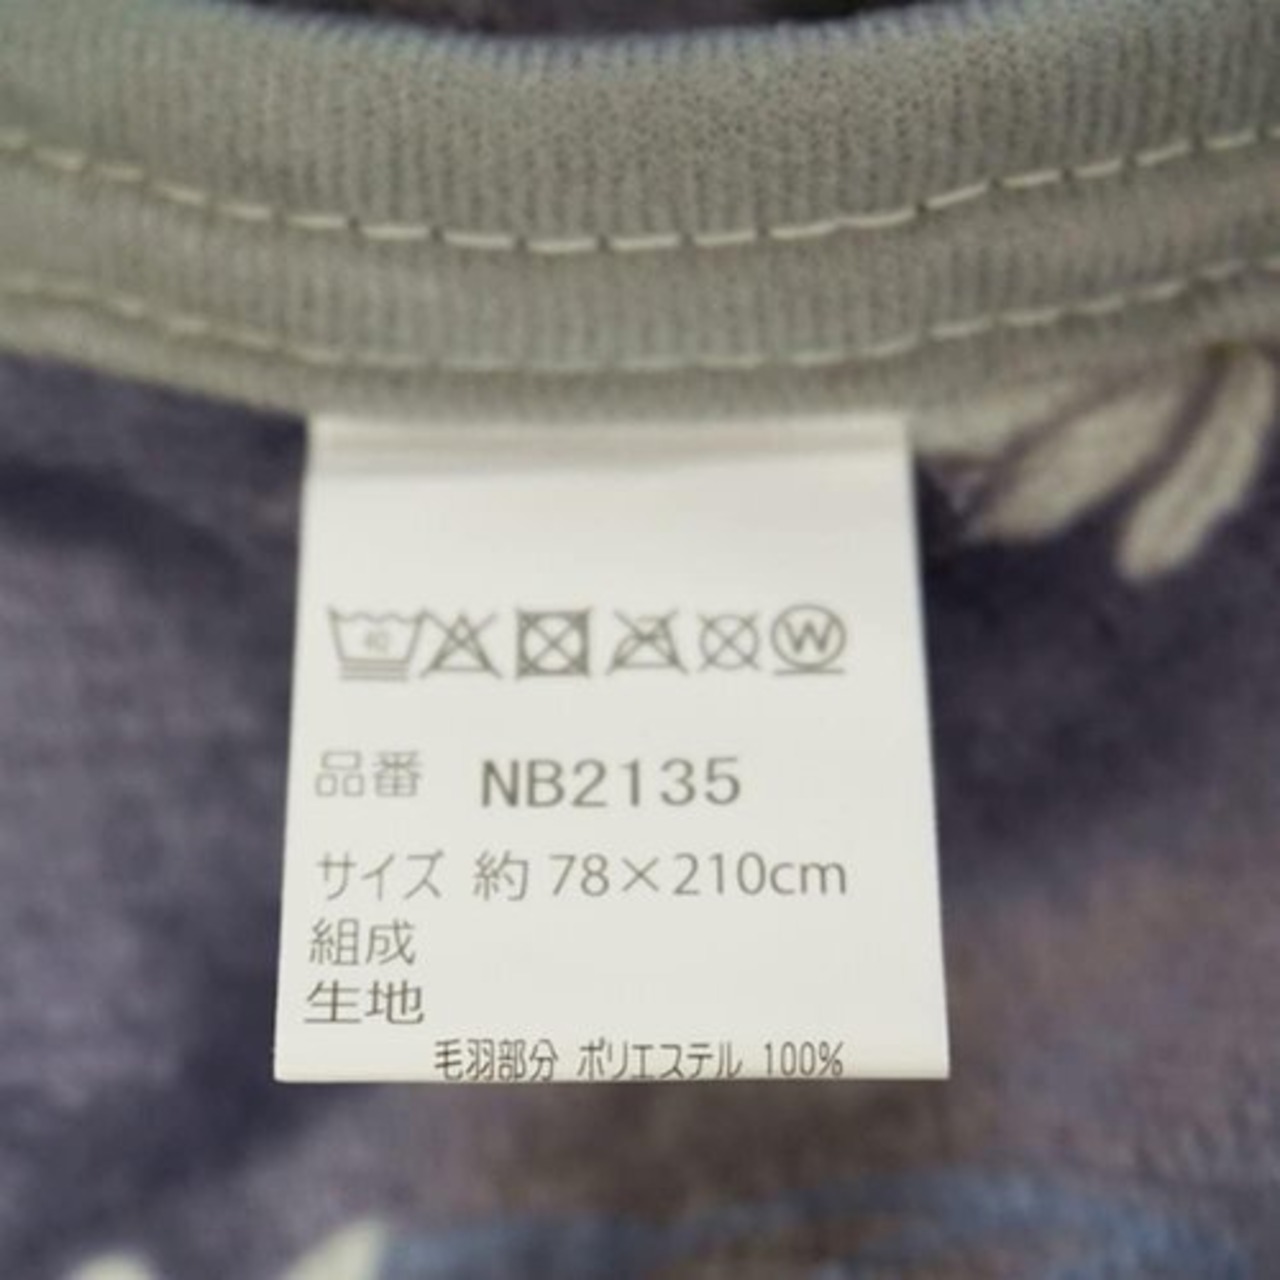 40
W
品番 NB2135
サイズ 約 78×210cm
組成
生地
毛羽部分 ポリエステル 100%